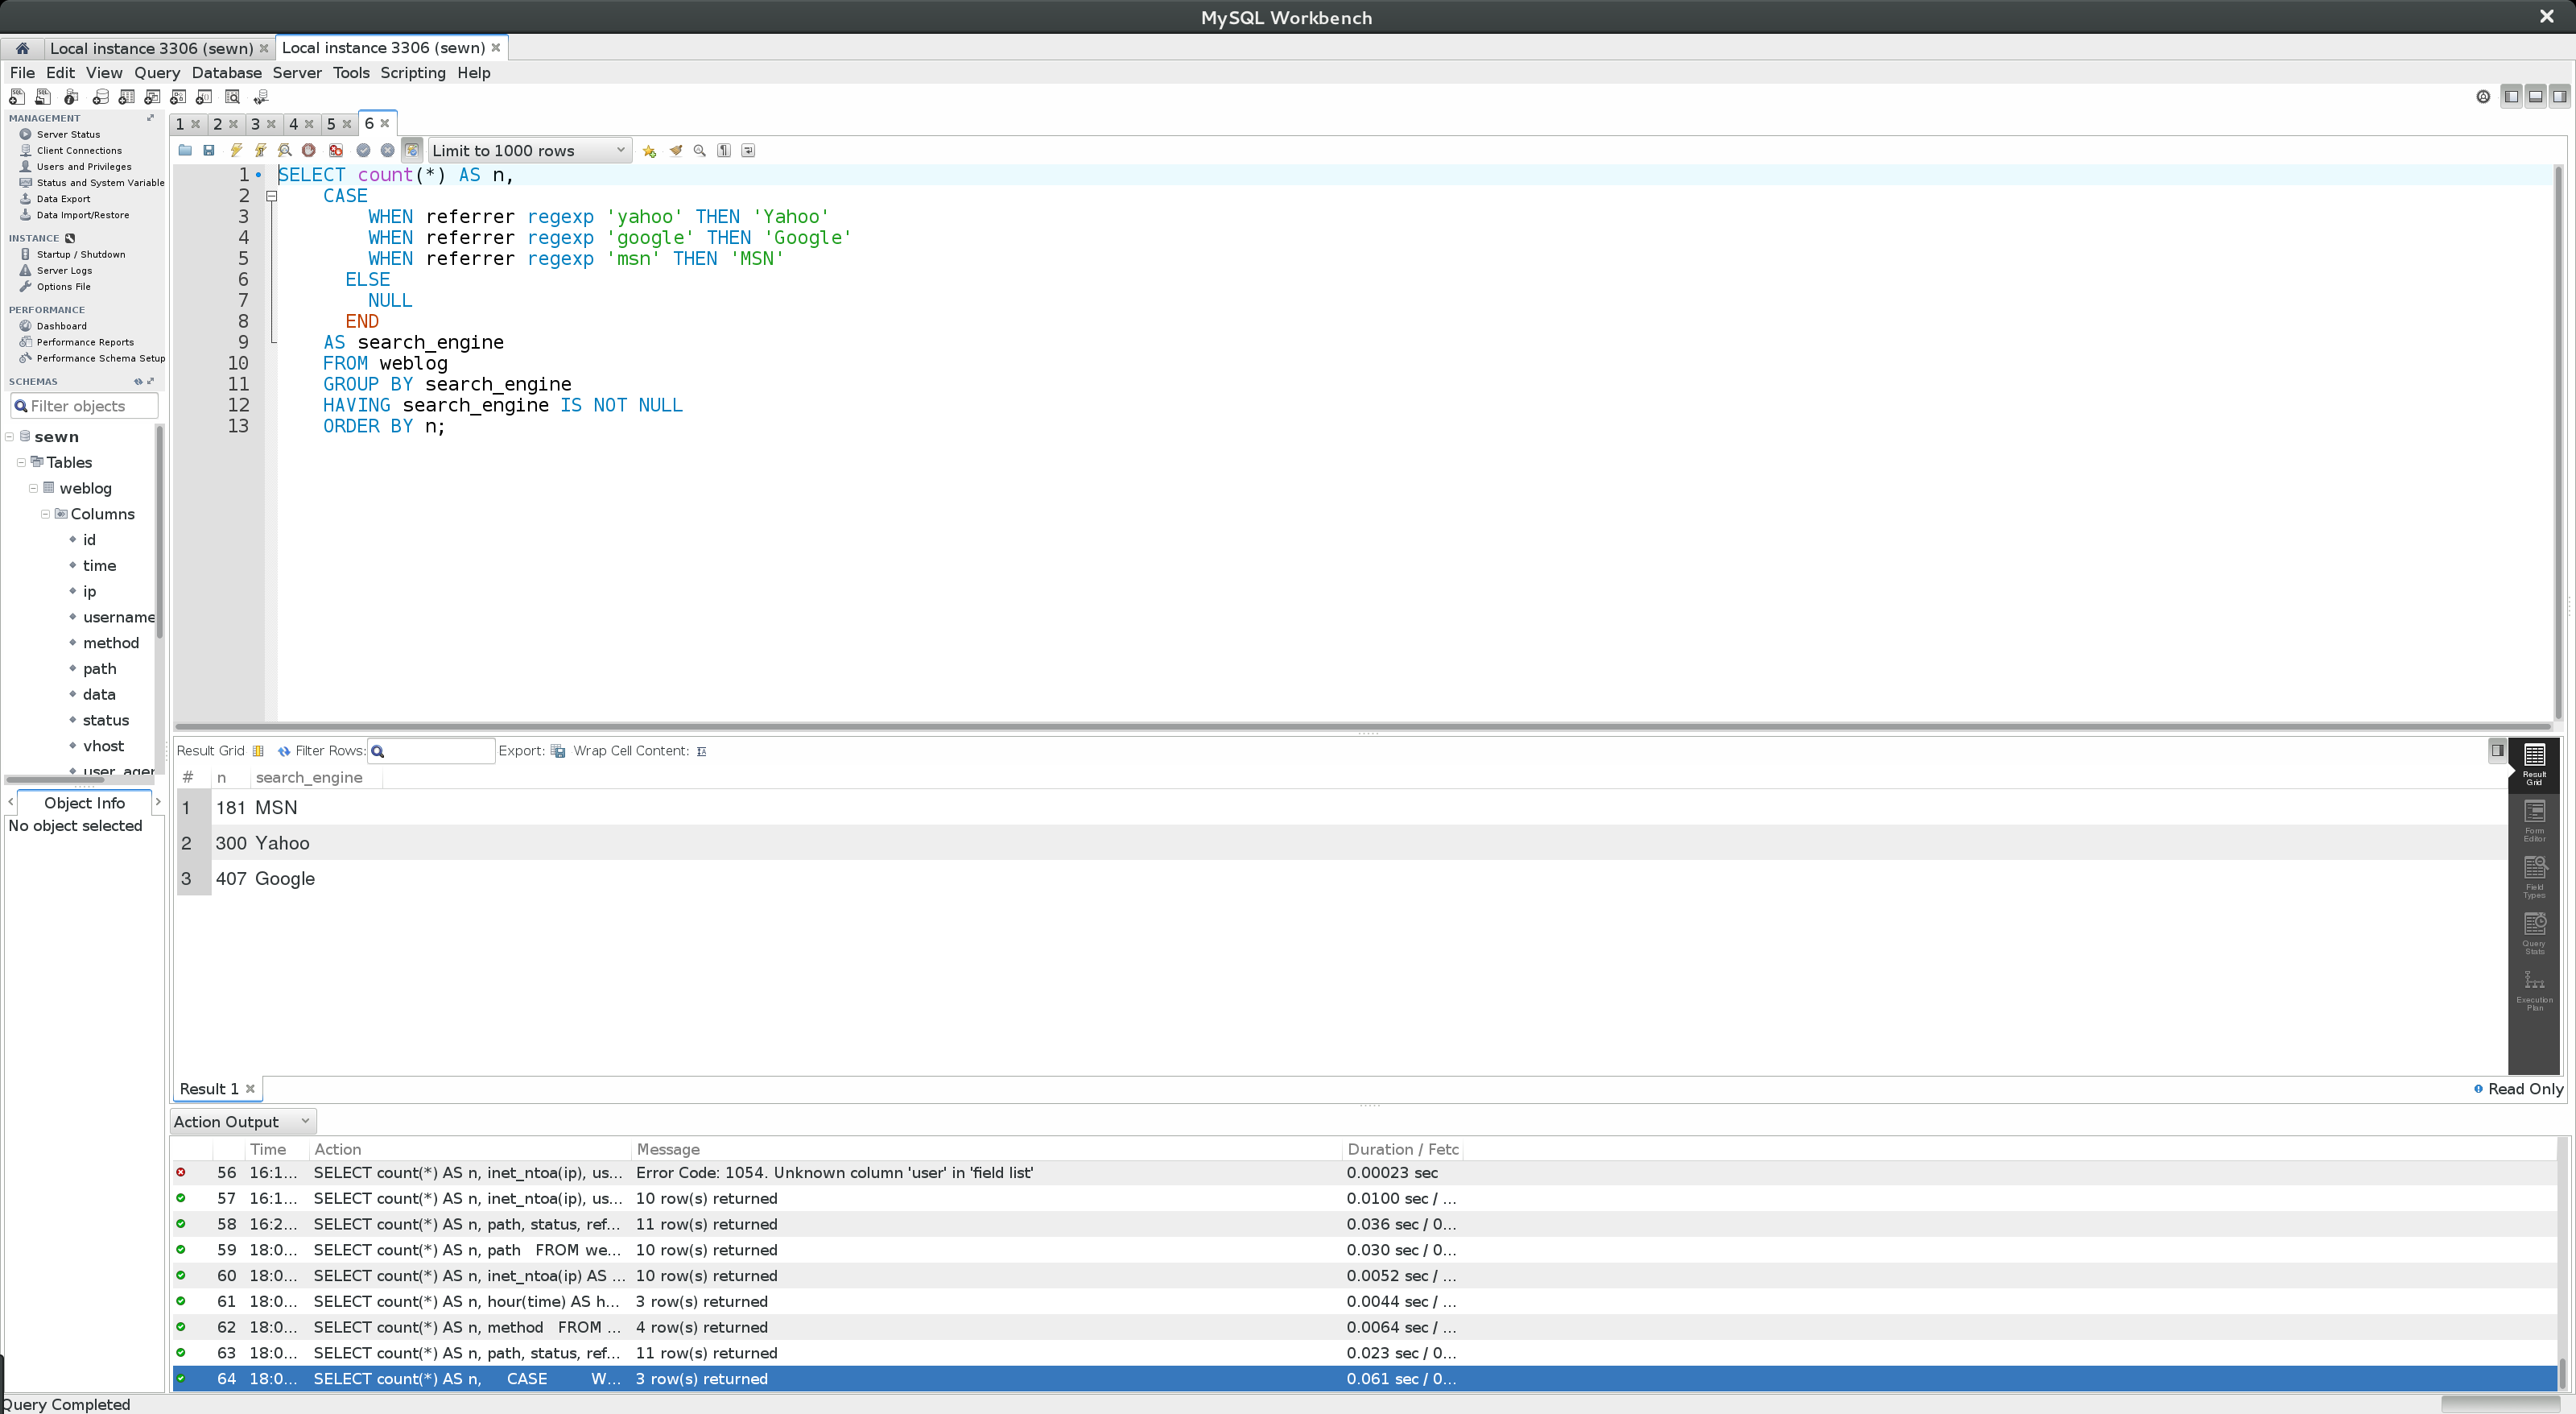 MySQL Workbench
Local instance 3306 (sewn) Local instance 3306 (sewn)
File Edit View Query Database Server Tools Scripting Help
MANAGEMENT
Server Status
Client Connections
Users and Privileges
Status and System Variable
Data Export
Data Import/Restore
INSTANCE
Startup / Shutdown
Server Logs
Options File
PERFORMANCE
Dashboard
Performance Reports
Performance Schema Setup
SCHEMAS
Filter objects
sewn
Tables
weblog
Columns
id
time
ip
username
method
path
data
status
vhost
user_agen
Object Info
No object selected
1 2 3 4 5 6
Limit to 1000 rows
1 SELECT count(*) AS n,
2 CASE
3 WHEN referrer regexp 'yahoo' THEN 'Yahoo'
4 WHEN referrer regexp 'google' THEN 'Google'
5 WHEN referrer regexp 'msn' THEN 'MSN'
6 ELSE
7 NULL
8 END
9 AS search_engine
10 FROM weblog
11 GROUP BY search_engine
12 HAVING search_engine IS NOT NULL
13 ORDER BY n;
Result Grid Filter Rows: Export: Wrap Cell Content:
# n search_engine
1 181 MSN
2 300 Yahoo
3 407 Google
Result
Grid
Form
Editor
Field
Types
Query
Stats
Execution
Plan
Result 1 Read Only
Action Output
Time Action Message Duration / Fetc
56 16:1... SELECT count(*) AS n, inet_ntoa(ip), us... Error Code: 1054. Unknown column 'user' in 'field list' 0.00023 sec
57 16:1... SELECT count(*) AS n, inet_ntoa(ip), us... 10 row(s) returned 0.0100 sec / ...
58 16:2... SELECT count(*) AS n, path, status, ref... 11 row(s) returned 0.036 sec / 0...
59 18:0... SELECT count(*) AS n, path FROM we... 10 row(s) returned 0.030 sec / 0...
60 18:0... SELECT count(*) AS n, inet_ntoa(ip) AS ... 10 row(s) returned 0.0052 sec / ...
61 18:0... SELECT count(*) AS n, hour(time) AS h... 3 row(s) returned 0.0044 sec / ...
62 18:0... SELECT count(*) AS n, method FROM ... 4 row(s) returned 0.0064 sec / ...
63 18:0... SELECT count(*) AS n, path, status, ref... 11 row(s) returned 0.023 sec / 0...
64 18:0... SELECT count(*) AS n, CASE W... 3 row(s) returned 0.061 sec / 0...
Query Completed